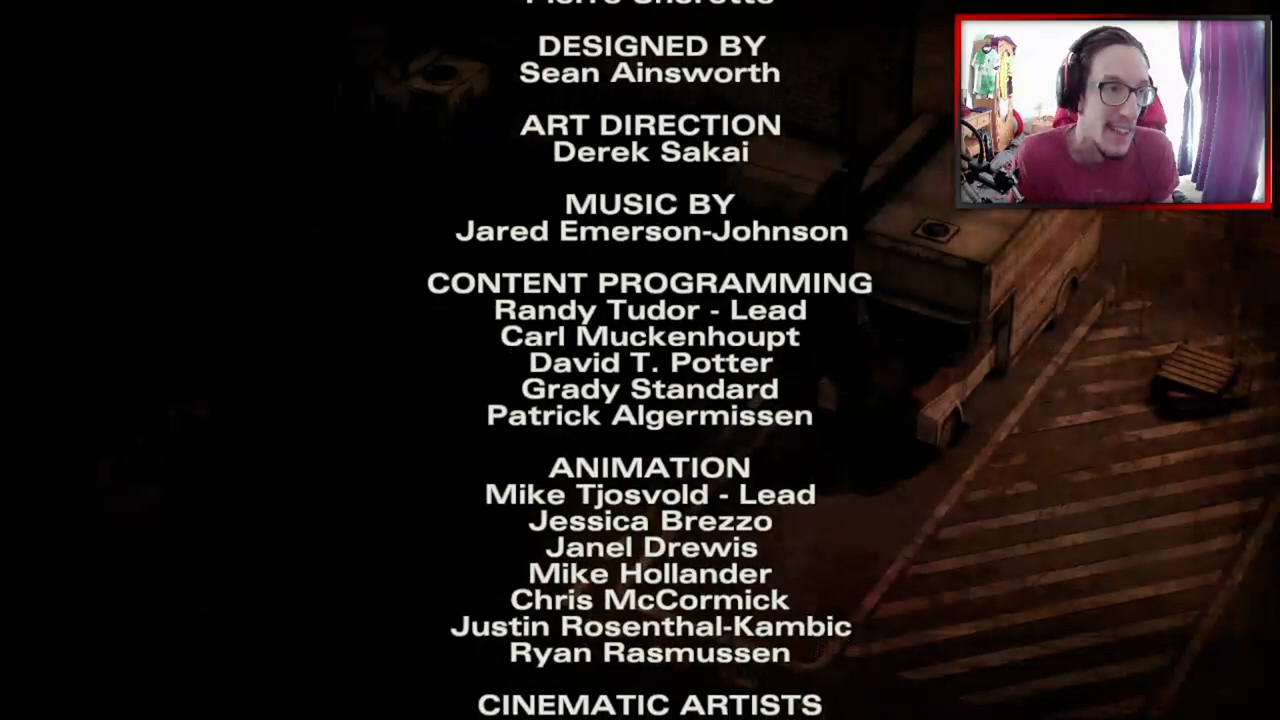 DESIGNED BY
Sean Ainsworth
ART DIRECTION
Derek Sakai
MUSIC BY
Jared Emerson-Johnson
CONTENT PROGRAMMING
Randy Tudor - Lead
Carl Muckenhoupt
David T. Potter
Grady Standard
Patrick Algermissen
ANIMATION
Mike Tjosvold - Lead
Jessica Brezzo
Janel Drewis
Mike Hollander
Chris McCormick
Justin Rosenthal-Kambic
Ryan Rasmussen
CINEMATIC ARTISTS